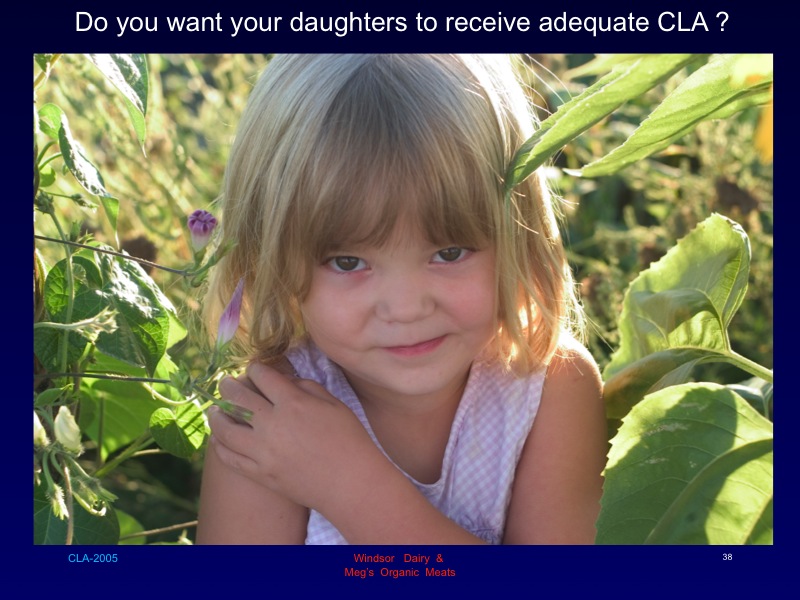 Do you want your daughters to receive adequate CLA ?
CLA-2005
Windsor Dairy &
Meg's Organic Meats
38